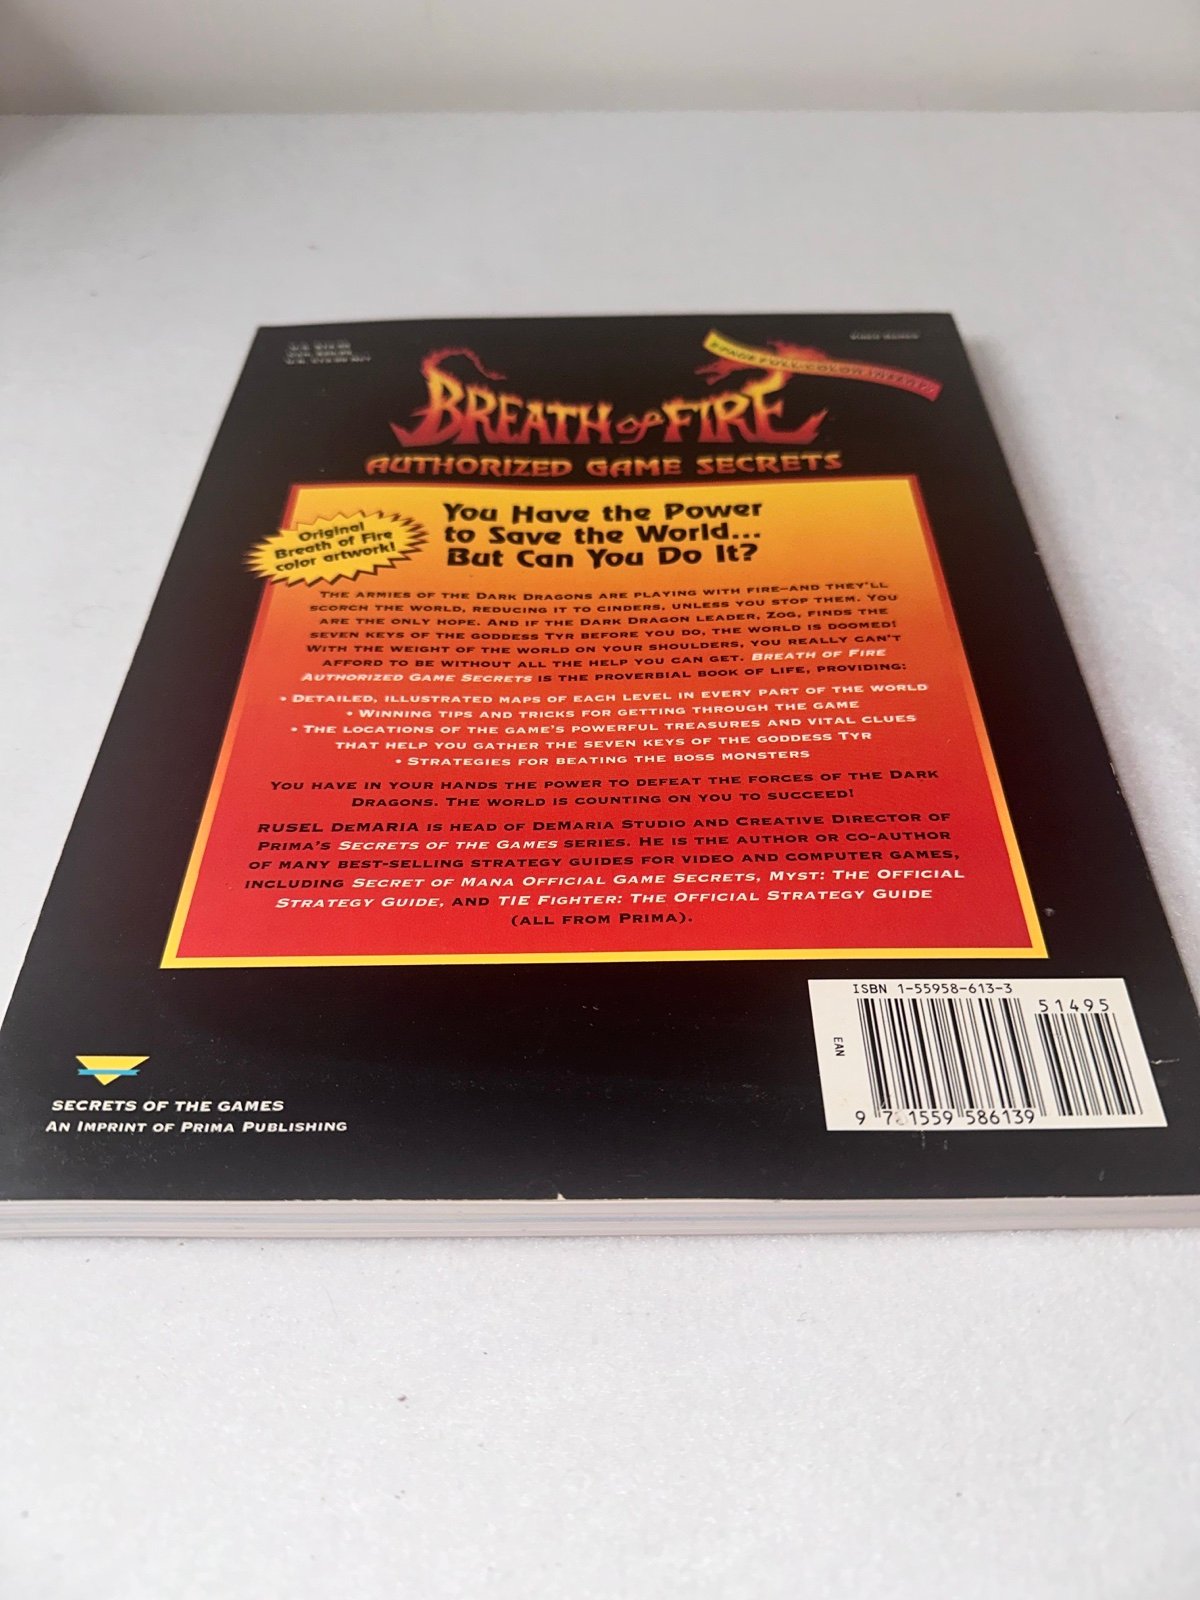 U.S. $14.95
VIDEO GAMES
BONUS FULL-COLOR INSERT!
BREATH of FIRE
AUTHORIZED GAME SECRETS
Original
Breath of Fire
color artwork!
You Have the Power
to Save the World...
But Can You Do It?
THE ARMIES OF THE DARK DRAGONS ARE PLAYING WITH FIRE—AND THEY'LL
SCORCH THE WORLD, REDUCING IT TO CINDERS, UNLESS YOU STOP THEM. YOU
ARE THE ONLY HOPE. AND IF THE DARK DRAGON LEADER, ZOG, FINDS THE
SEVEN KEYS OF THE GODDESS TYR BEFORE YOU DO, THE WORLD IS DOOMED!
WITH THE WEIGHT OF THE WORLD ON YOUR SHOULDERS, YOU REALLY CAN'T
AFFORD TO BE WITHOUT ALL THE HELP YOU CAN GET. BREATH OF FIRE
AUTHORIZED GAME SECRETS IS THE PROVERBIAL BOOK OF LIFE, PROVIDING:
• DETAILED, ILLUSTRATED MAPS OF EACH LEVEL IN EVERY PART OF THE WORLD
• WINNING TIPS AND TRICKS FOR GETTING THROUGH THE GAME
• THE LOCATIONS OF THE GAME'S POWERFUL TREASURES AND VITAL CLUES
THAT HELP YOU GATHER THE SEVEN KEYS OF THE GODDESS TYR
• STRATEGIES FOR BEATING THE BOSS MONSTERS
YOU HAVE IN YOUR HANDS THE POWER TO DEFEAT THE FORCES OF THE DARK
DRAGONS. THE WORLD IS COUNTING ON YOU TO SUCCEED!
RUSEL DEMARIA IS HEAD OF DEMARIA STUDIO AND CREATIVE DIRECTOR OF
PRIMA'S SECRETS OF THE GAMES SERIES. HE IS THE AUTHOR OR CO-AUTHOR
OF MANY BEST-SELLING STRATEGY GUIDES FOR VIDEO AND COMPUTER GAMES,
INCLUDING SECRET OF MANA OFFICIAL GAME SECRETS, MYST: THE OFFICIAL
STRATEGY GUIDE, AND TIE FIGHTER: THE OFFICIAL STRATEGY GUIDE
(ALL FROM PRIMA).
ISBN 1-55958-613-3
51495
EAN
9 781559 586139
SECRETS OF THE GAMES
AN IMPRINT OF PRIMA PUBLISHING